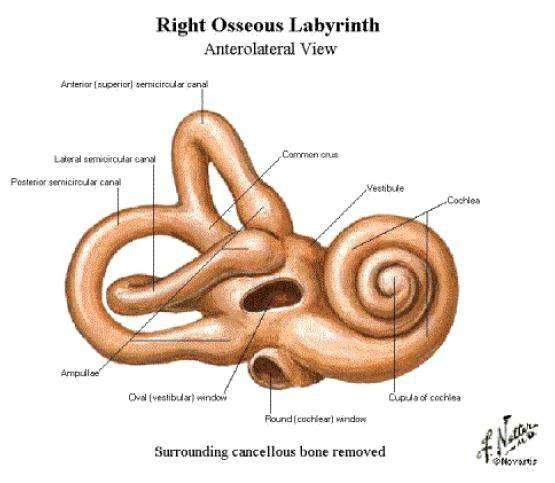 Right Osseous Labyrinth
Anterolateral View
Anterior (superior) semicircular canal
Lateral semicircular canal
Common crus
Posterior semicircular canal
Vestibule
Cochlea
Ampullae
Oval (vestibular) window
Cupula of cochlea
Round (cochlear) window
Surrounding cancellous bone removed
F. Netter
M.D.
©Novartis